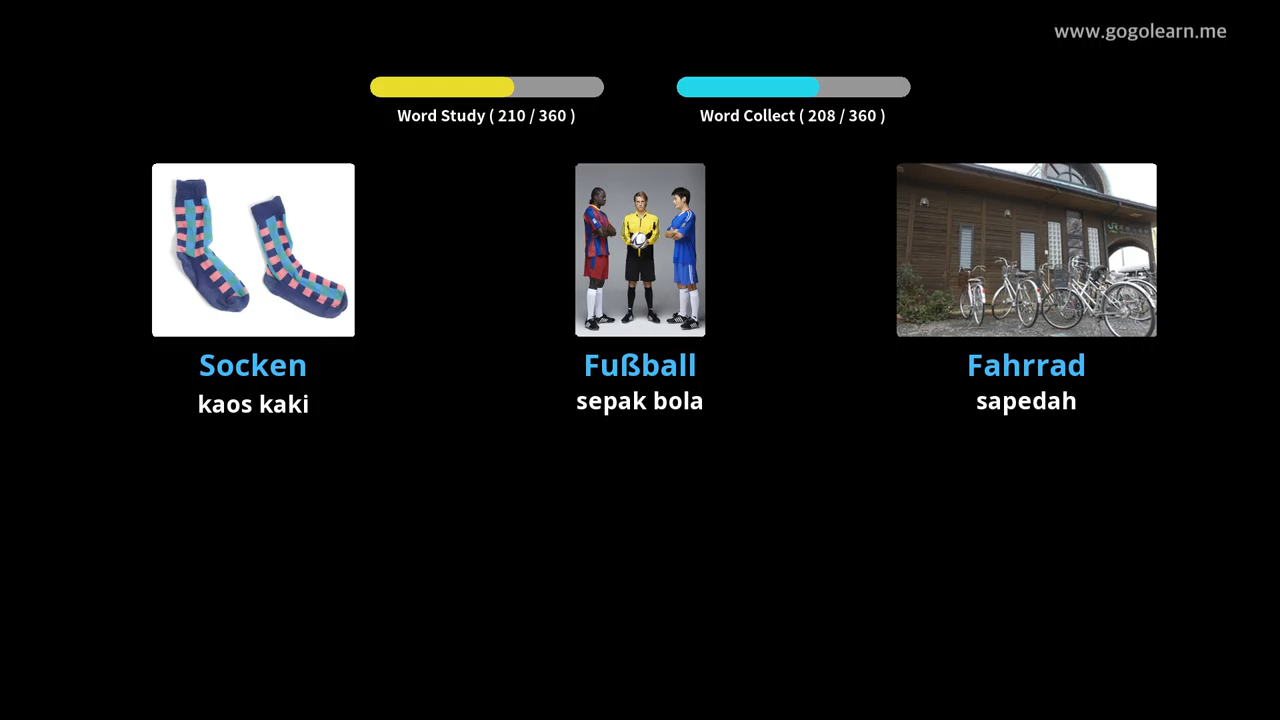 www.gogolearn.me
Word Study ( 210 / 360 )
Word Collect ( 208 / 360 )
Socken
kaos kaki
Fußball
sepak bola
Fahrrad
sapedah